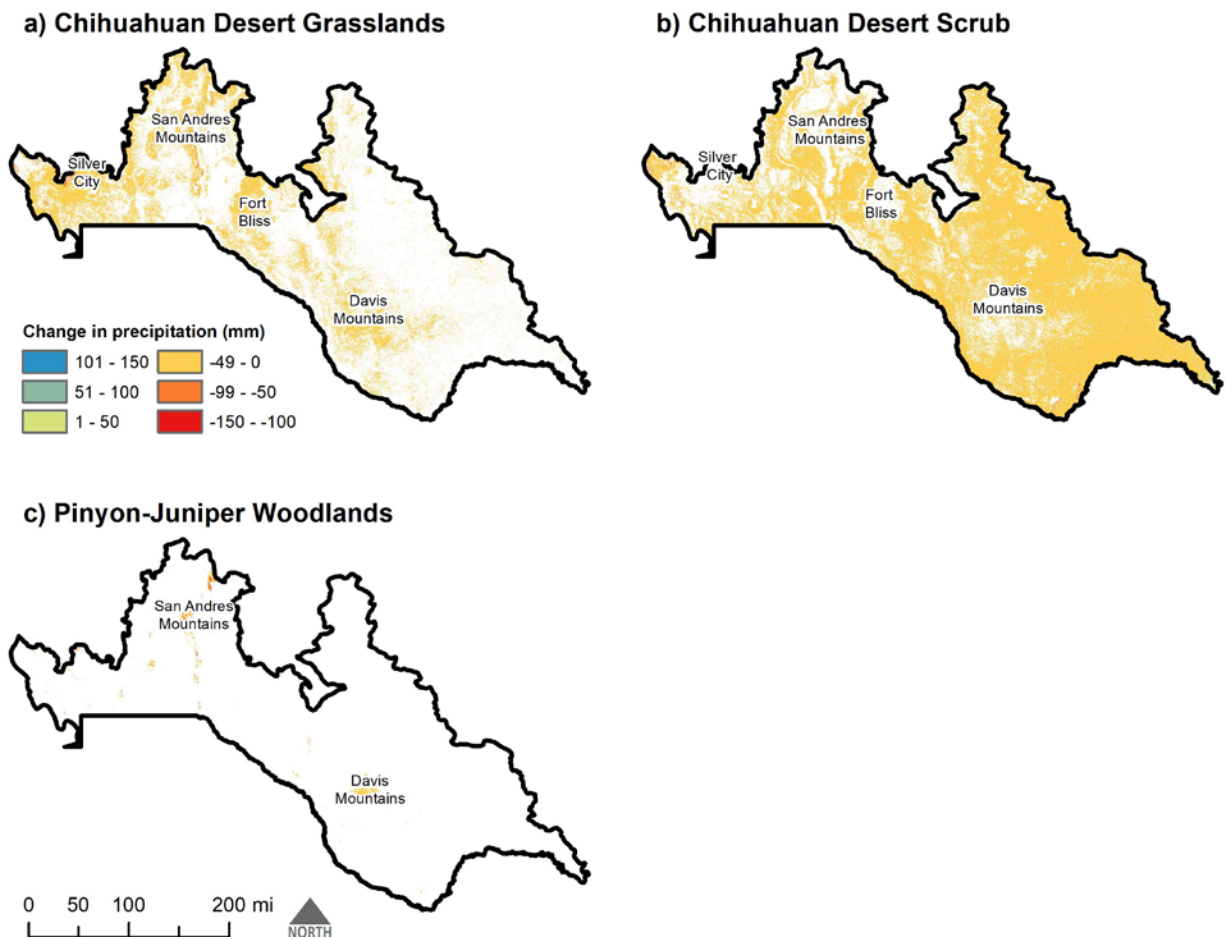 a) Chihuahuan Desert Grasslands
San Andres
Mountains
Silver
City
Fort
Bliss
Davis
Mountains
Change in precipitation (mm)
101 - 150
51 - 100
1 - 50
-49 - 0
-99 - -50
-150 - -100
b) Chihuahuan Desert Scrub
San Andres
Mountains
Silver
City
Fort
Bliss
Davis
Mountains
c) Pinyon-Juniper Woodlands
San Andres
Mountains
Davis
Mountains
0 50 100 200 mi
NORTH